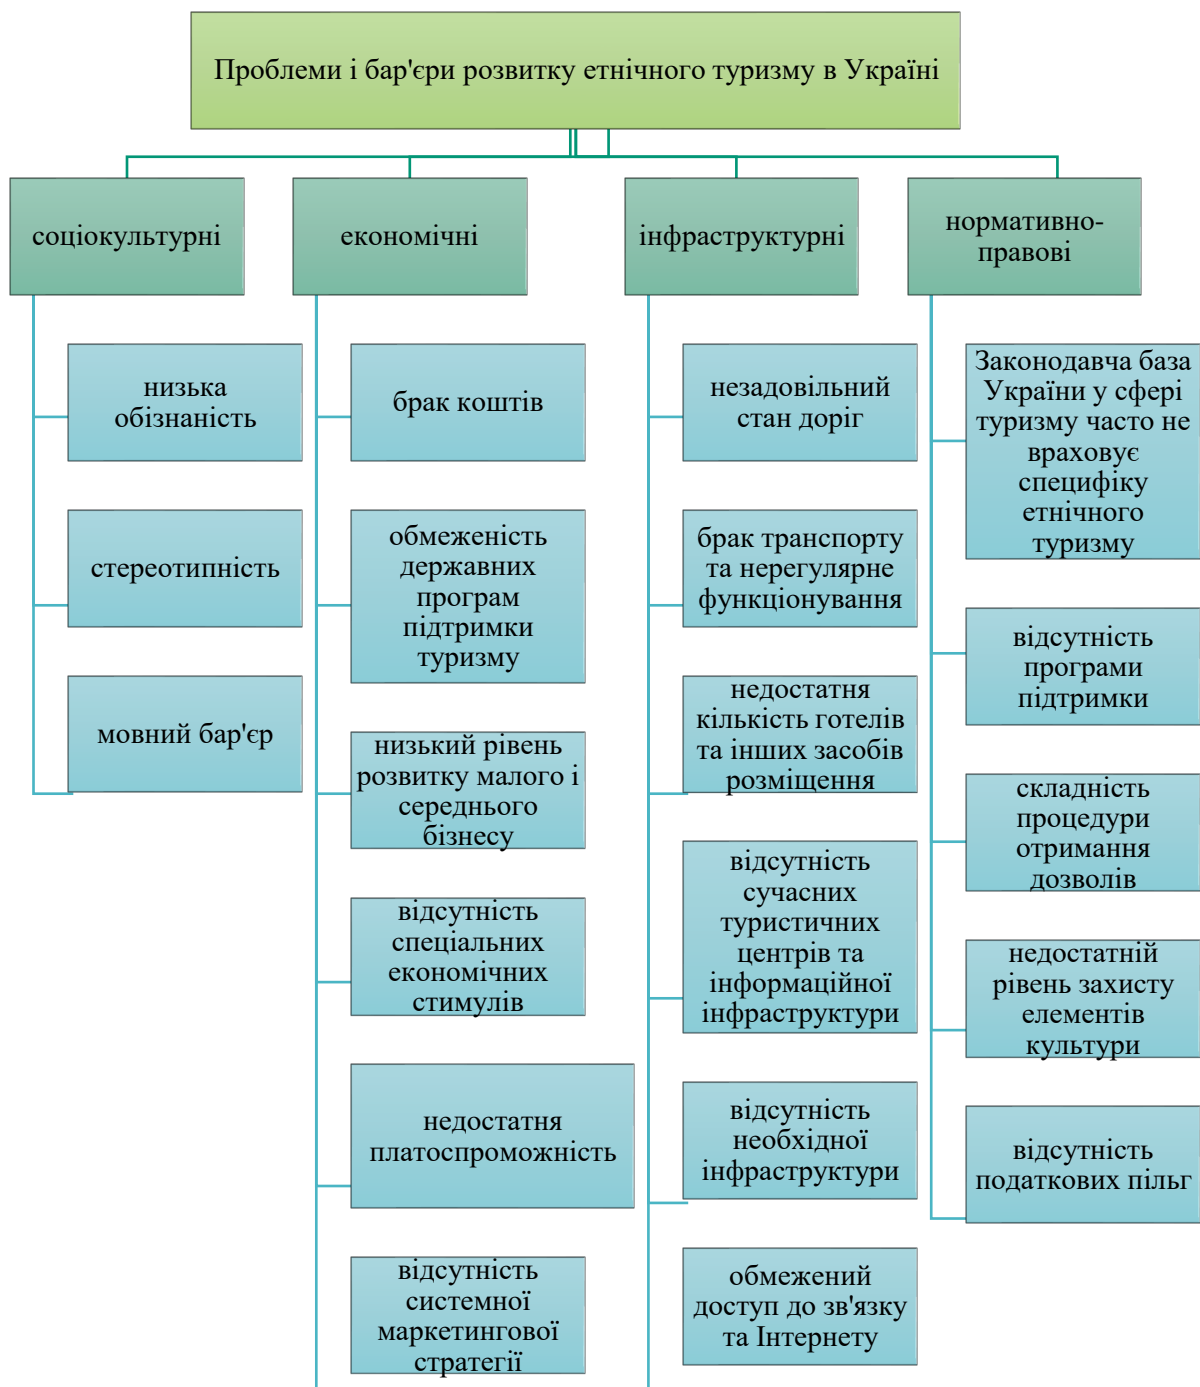 Проблеми і бар'єри розвитку етнічного туризму в Україні
соціокультурні
низька
обізнаність
стереотипність
мовний бар'єр
економічні
брак коштів
обмеженість
державних
програм
підтримки
туризму
низький рівень
розвитку малого і
середнього
бізнесу
відсутність
спеціальних
економічних
стимулів
недостатня
платоспроможність
відсутність
системної
маркетингової
стратегії
інфраструктурні
незадовільний
стан доріг
брак транспорту
та нерегулярне
функціонування
недостатня
кількість готелів
та інших засобів
розміщення
відсутність
сучасних
туристичних
центрів та
інформаційної
інфраструктури
відсутність
необхідної
інфраструктури
обмежений
доступ до зв'язку
та Інтернету
нормативно-
правові
Законодавча база
України у сфері
туризму часто не
враховує
специфіку
етнічного
туризму
відсутність
програми
підтримки
складність
процедури
отримання
дозволів
недостатній
рівень захисту
елементів
культури
відсутність
податкових пільг